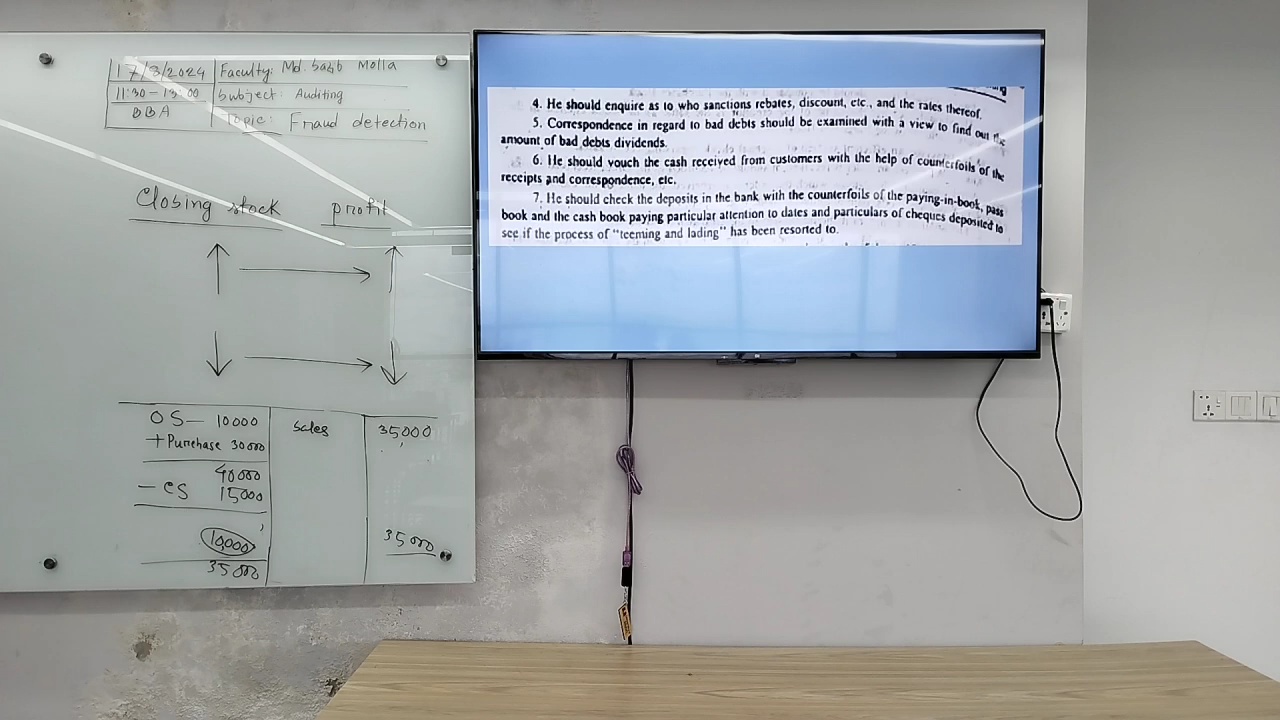 17/3/2024 Faculty: Md. Sabib Molla
11:30 - 13:00 Subject: Auditing
BBA Topic: Fraud detection
Closing stock profit
OS— 10000 Sales 35,000
+ Purchase 30000
40000
— CS 15000
10,000 35000
35000
4. He should enquire as to who sanctions rebates, discount, etc., and the rates thereof.
5. Correspondence in regard to bad debts should be examined with a view to find out the
amount of bad debts dividends.
6. He should vouch the cash received from customers with the help of counterfoils of the
receipts and correspondence, etc.
7. He should check the deposits in the bank with the counterfoils of the paying-in-book, pass
book and the cash book paying particular attention to dates and particulars of cheques deposited to
see if the process of "teeming and lading" has been resorted to.